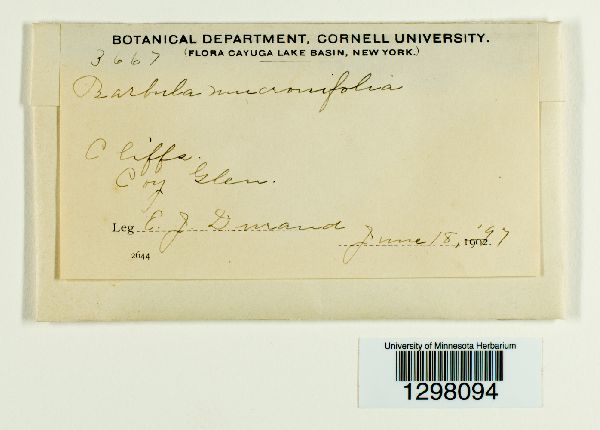 BOTANICAL DEPARTMENT, CORNELL UNIVERSITY.
(FLORA CAYUGA LAKE BASIN, NEW YORK.)
3667
Barbula mucronifolia
Cliffs.
Coy Glen.
Leg. E. J. Durand
June 18, 1902. '97
2644
University of Minnesota Herbarium
1298094